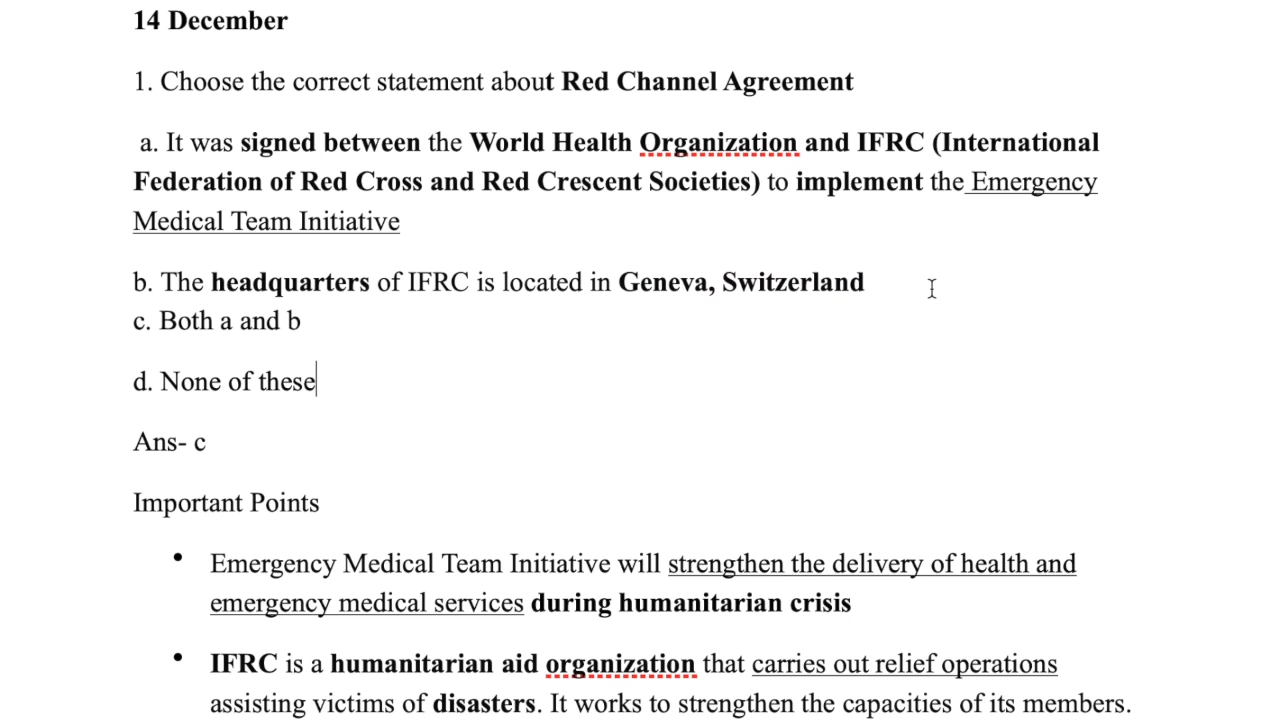 14 December
1. Choose the correct statement about Red Channel Agreement
a. It was signed between the World Health Organization and IFRC (International
Federation of Red Cross and Red Crescent Societies) to implement the Emergency
Medical Team Initiative
b. The headquarters of IFRC is located in Geneva, Switzerland
c. Both a and b
d. None of these
Ans- c
Important Points
• Emergency Medical Team Initiative will strengthen the delivery of health and
emergency medical services during humanitarian crisis
• IFRC is a humanitarian aid organization that carries out relief operations
assisting victims of disasters. It works to strengthen the capacities of its members.